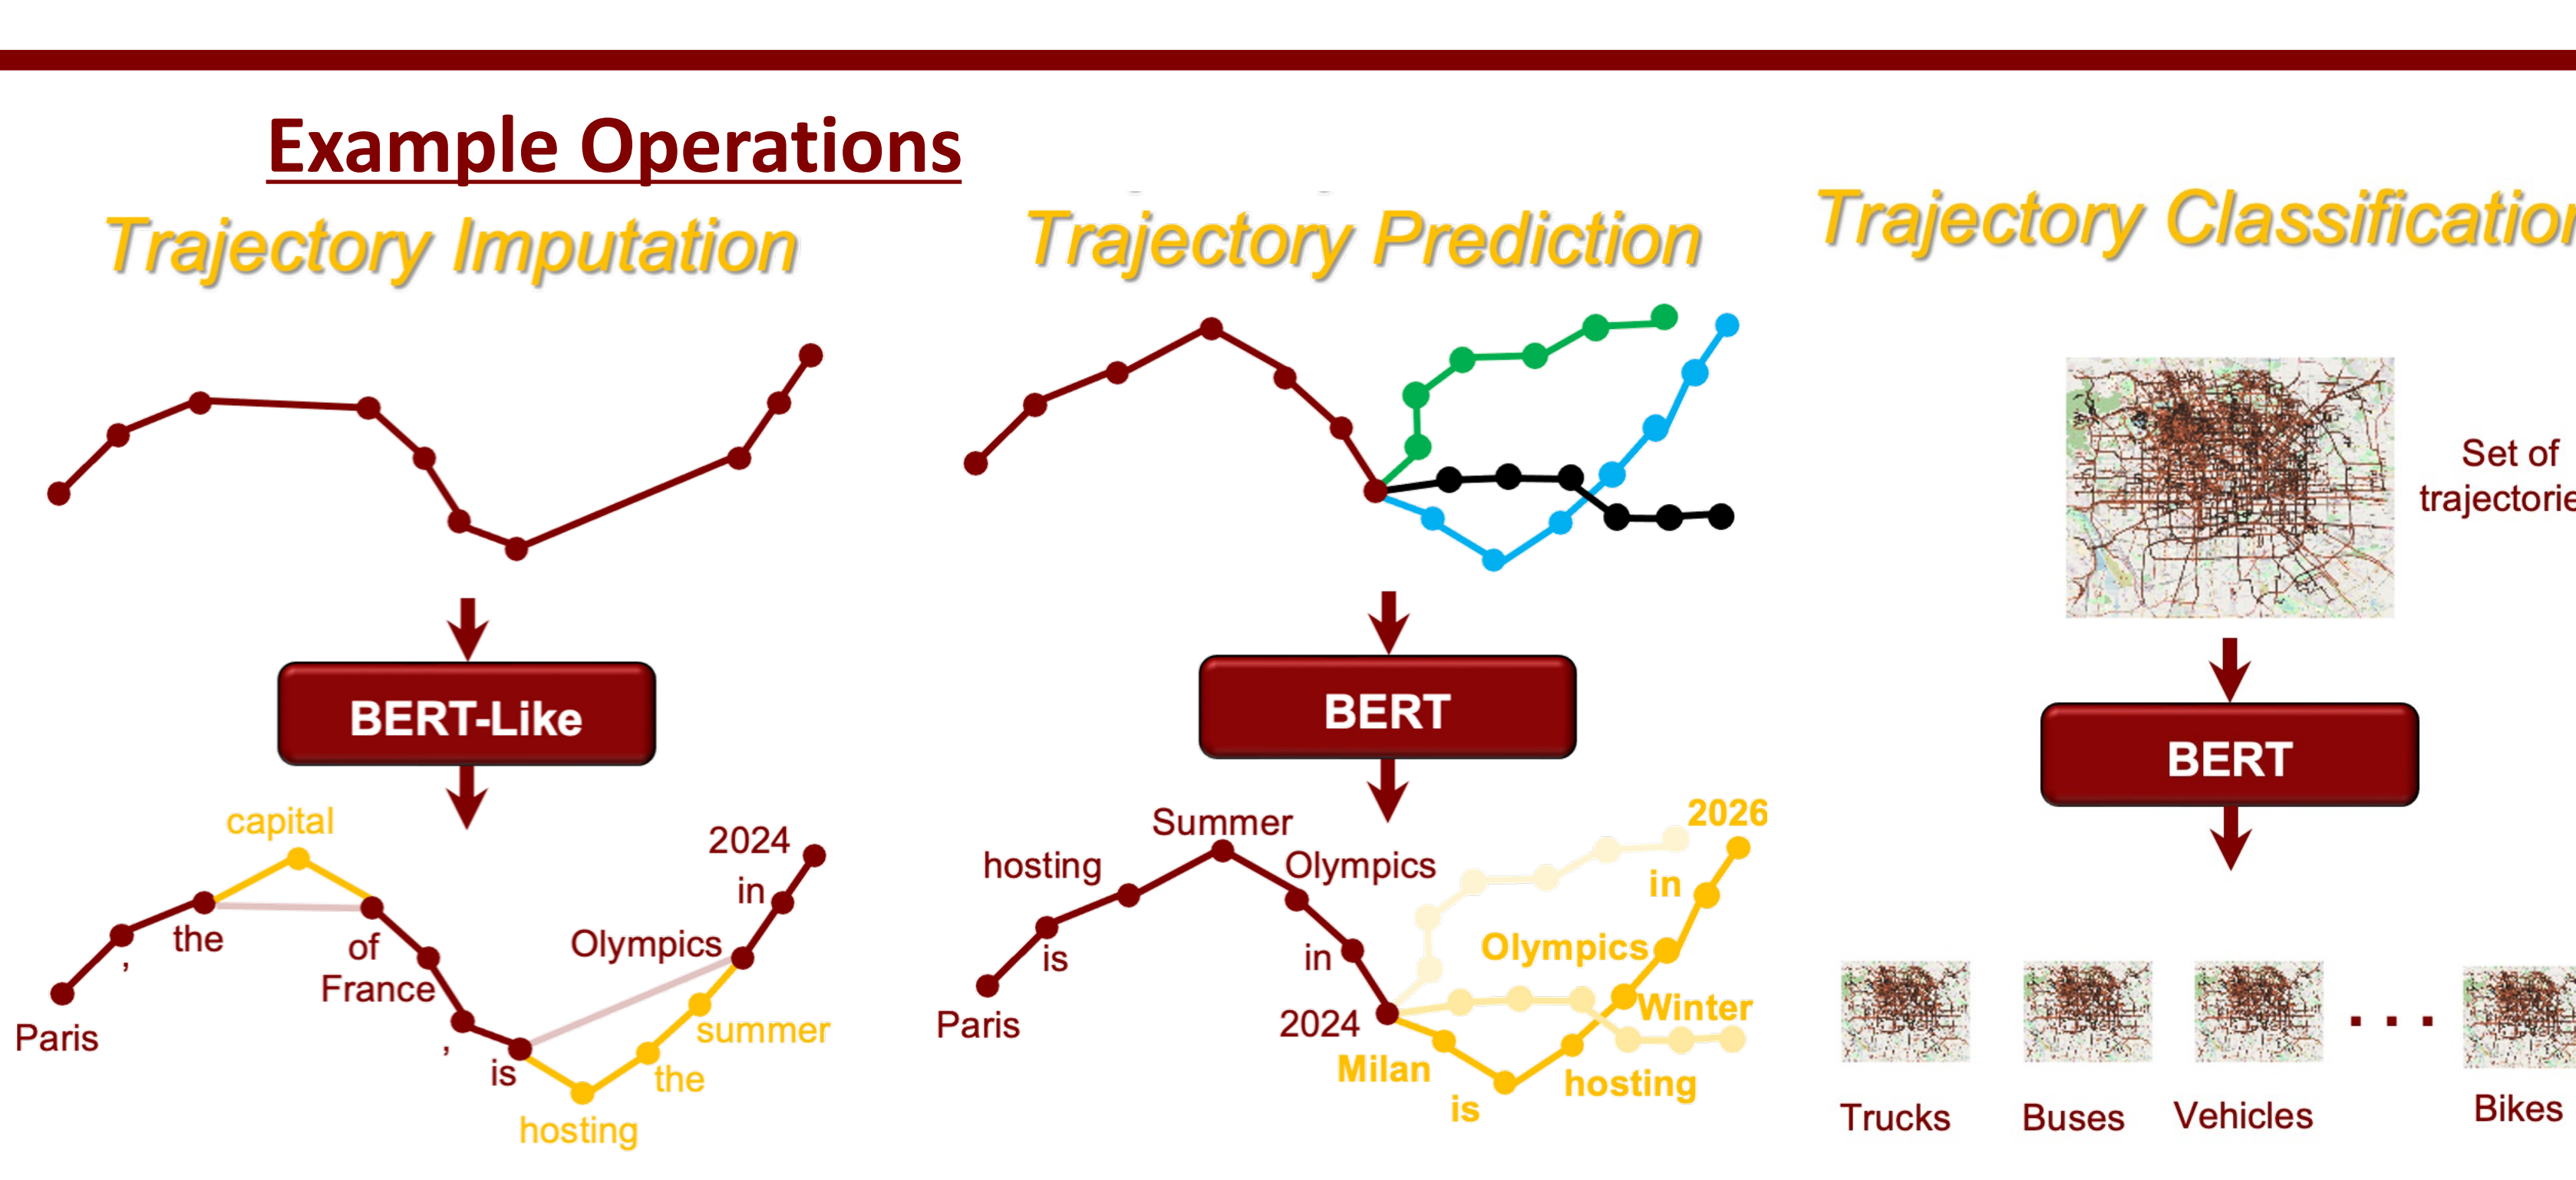 Example Operations
Trajectory Imputation
BERT-Like
capital
the
,
Paris
of
France
,
is
hosting
the
summer
Olympics
in
2024
Trajectory Prediction
BERT
Paris
is
hosting
Summer
Olympics
in
2024
Milan
is
hosting
Winter
Olympics
in
2026
Trajectory Classification
Set of
trajectorie
BERT
Trucks
Buses
Vehicles
...
Bikes